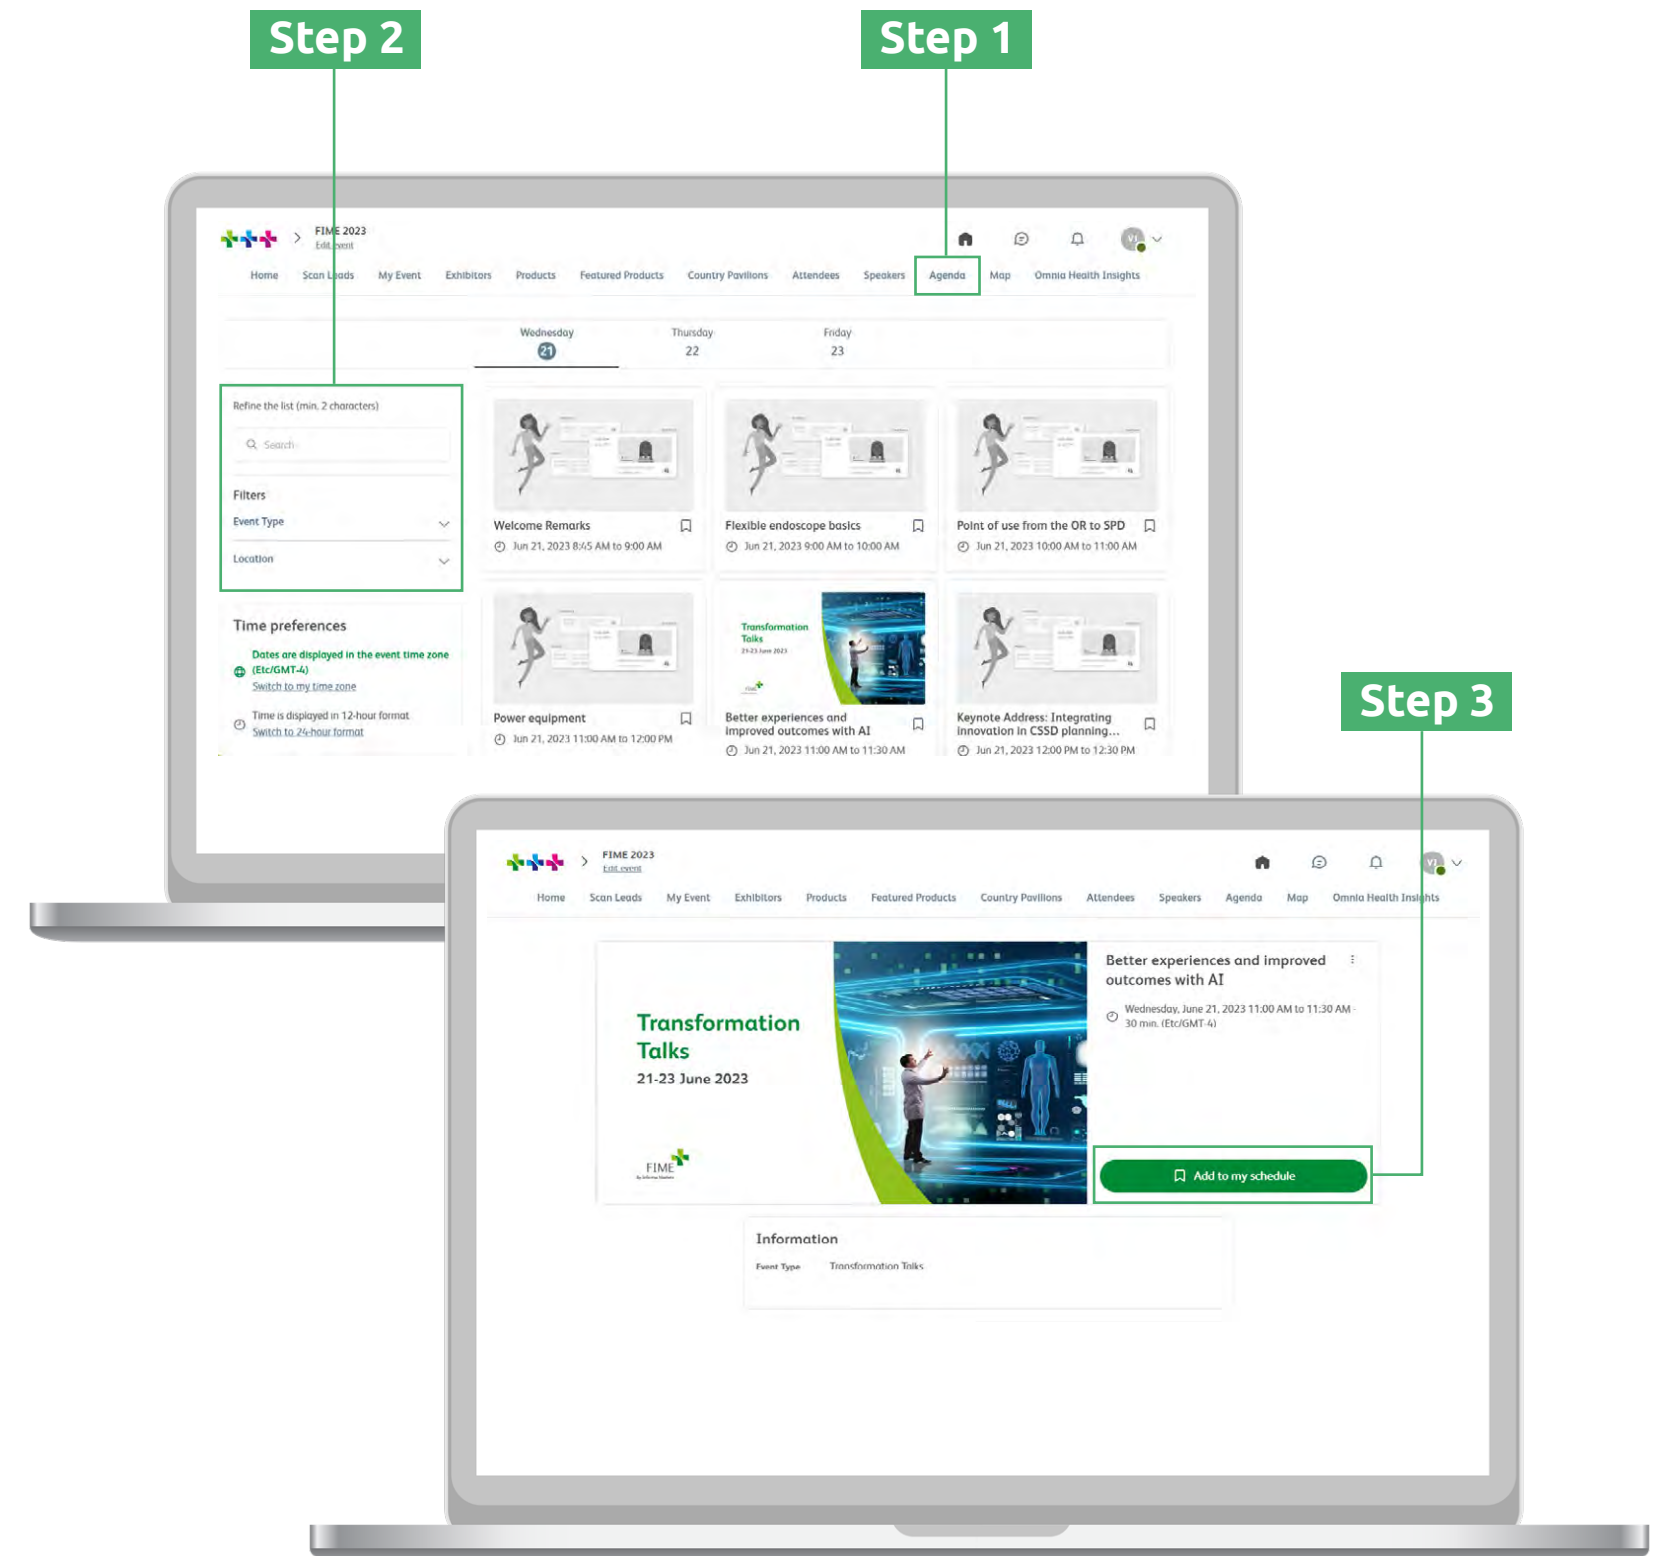 Step 2
Step 1
FIME 2023
Edit event
VJ
Home Scan Leads My Event Exhibitors Products Featured Products Country Pavilions Attendees Speakers Agenda Map Omnia Health Insights
Wednesday
21
Thursday
22
Friday
23
Refine the list (min. 2 characters)
Search
Filters
Event Type
Location
Time preferences
Dates are displayed in the event time zone
(Etc/GMT-4)
Switch to my time zone
Time is displayed in 12-hour format
Switch to 24-hour format
Welcome Remarks
Jun 21, 2023 8:45 AM to 9:00 AM
Flexible endoscope basics
Jun 21, 2023 9:00 AM to 10:00 AM
Point of use from the OR to SPD
Jun 21, 2023 10:00 AM to 11:00 AM
Power equipment
Jun 21, 2023 11:00 AM to 12:00 PM
Transformation
Talks
21-23 June 2023
FIME
Better experiences and
improved outcomes with AI
Jun 21, 2023 11:00 AM to 11:30 AM
Keynote Address: Integrating
innovation in CSSD planning...
Jun 21, 2023 12:00 PM to 12:30 PM
Step 3
FIME 2023
Edit event
VJ
Home Scan Leads My Event Exhibitors Products Featured Products Country Pavilions Attendees Speakers Agenda Map Omnia Health Insights
Transformation
Talks
21-23 June 2023
FIME
By Informa Markets
Better experiences and improved
outcomes with AI
Wednesday, June 21, 2023 11:00 AM to 11:30 AM -
30 min. (Etc/GMT-4)
Add to my schedule
Information
Event Type Transformation Talks